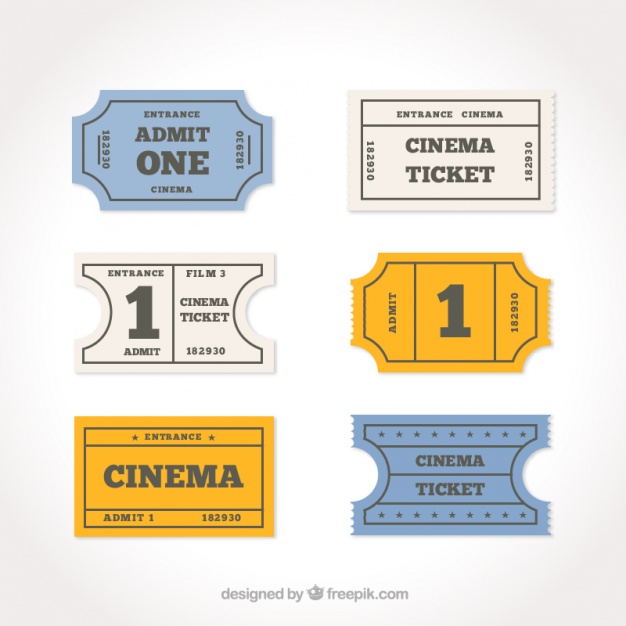 ENTRANCE
ADMIT
ONE
CINEMA
182930
182930
ENTRANCE CINEMA
CINEMA
TICKET
182930
182930
ENTRANCE
1
ADMIT
FILM 3
CINEMA
TICKET
182930
ADMIT
1
182930
★ ENTRANCE ★
CINEMA
ADMIT 1 182930
CINEMA
TICKET
designed by freepik.com